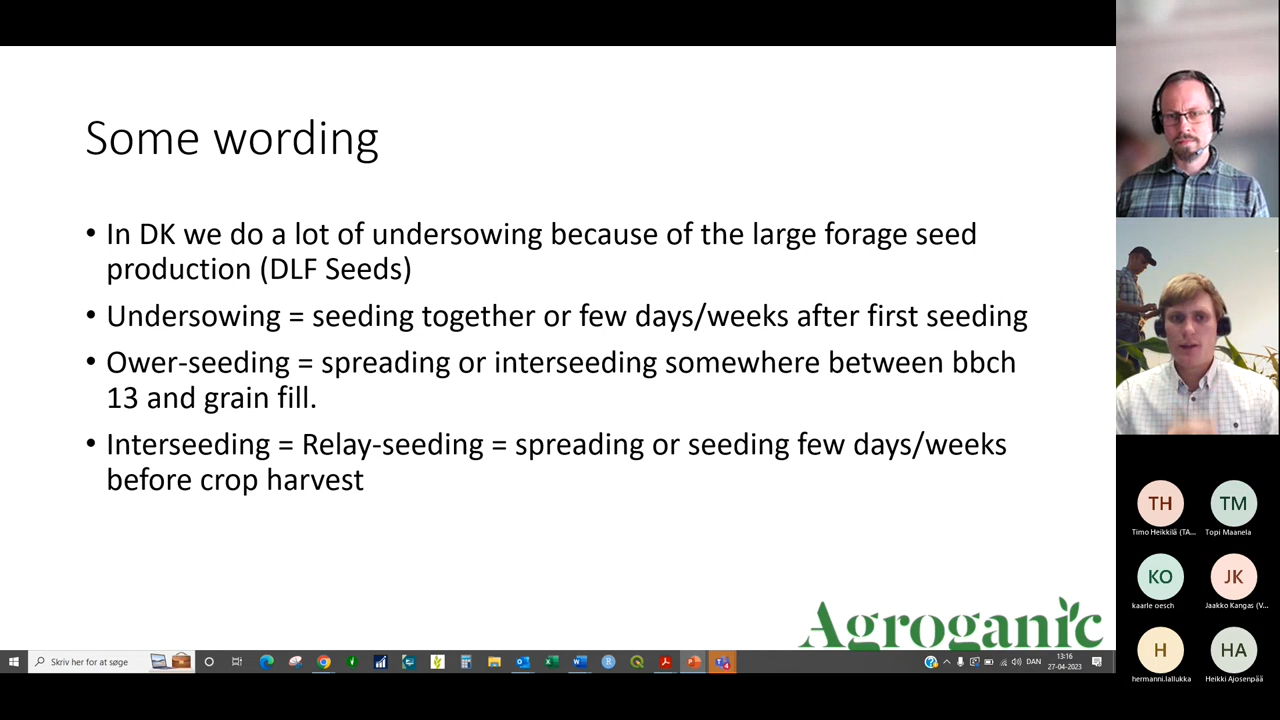 Some wording
• In DK we do a lot of undersowing because of the large forage seed
production (DLF Seeds)
• Undersowing = seeding together or few days/weeks after first seeding
• Ower-seeding = spreading or interseeding somewhere between bbch
13 and grain fill.
• Interseeding = Relay-seeding = spreading or seeding few days/weeks
before crop harvest
Agroganic
Skriv her for at søge
DAN
13:16
27-04-2023
TH
TM
Timo Heikkilä (TA...
Topi Maanela
KO
JK
kaarle oesch
Jaakko Kangas (V...
H
HA
hermanni.lallukka
Heikki Ajosenpää